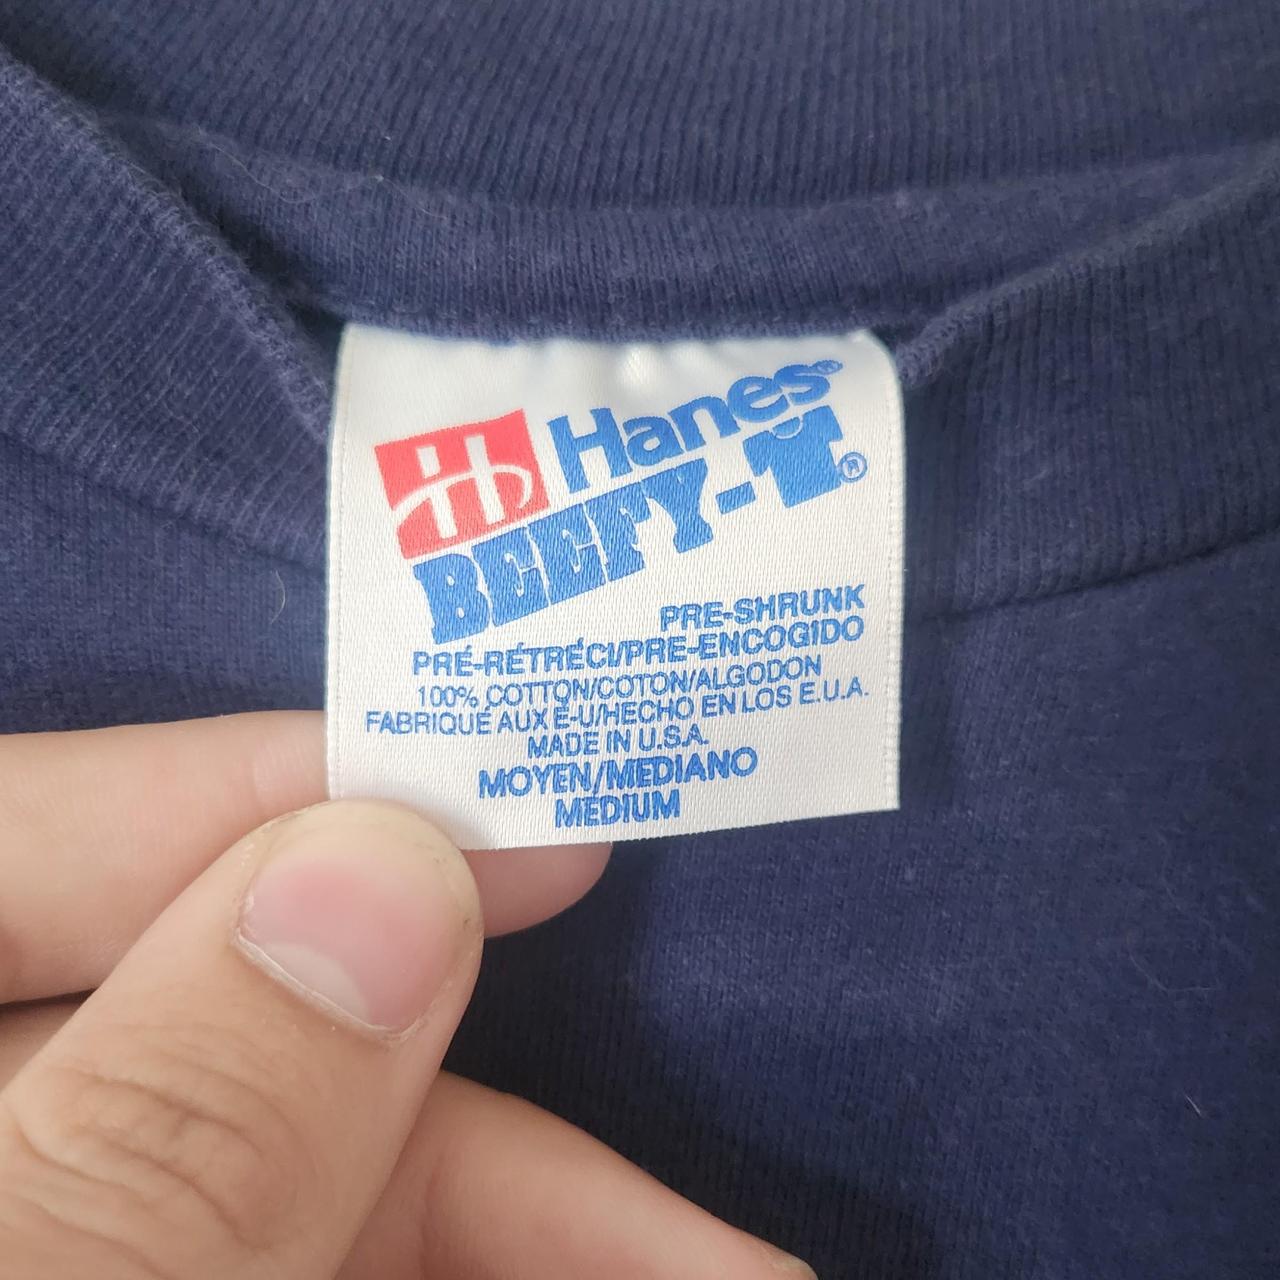 Hanes®
BEEFY-T®
PRE-SHRUNK
PRÉ-RÉTRÉCI/PRE-ENCOGIDO
100% COTTON/COTON/ALGODON
FABRIQUÉ AUX É-U/HECHO EN LOS E.U.A.
MADE IN U.S.A.
MOYEN/MEDIANO
MEDIUM